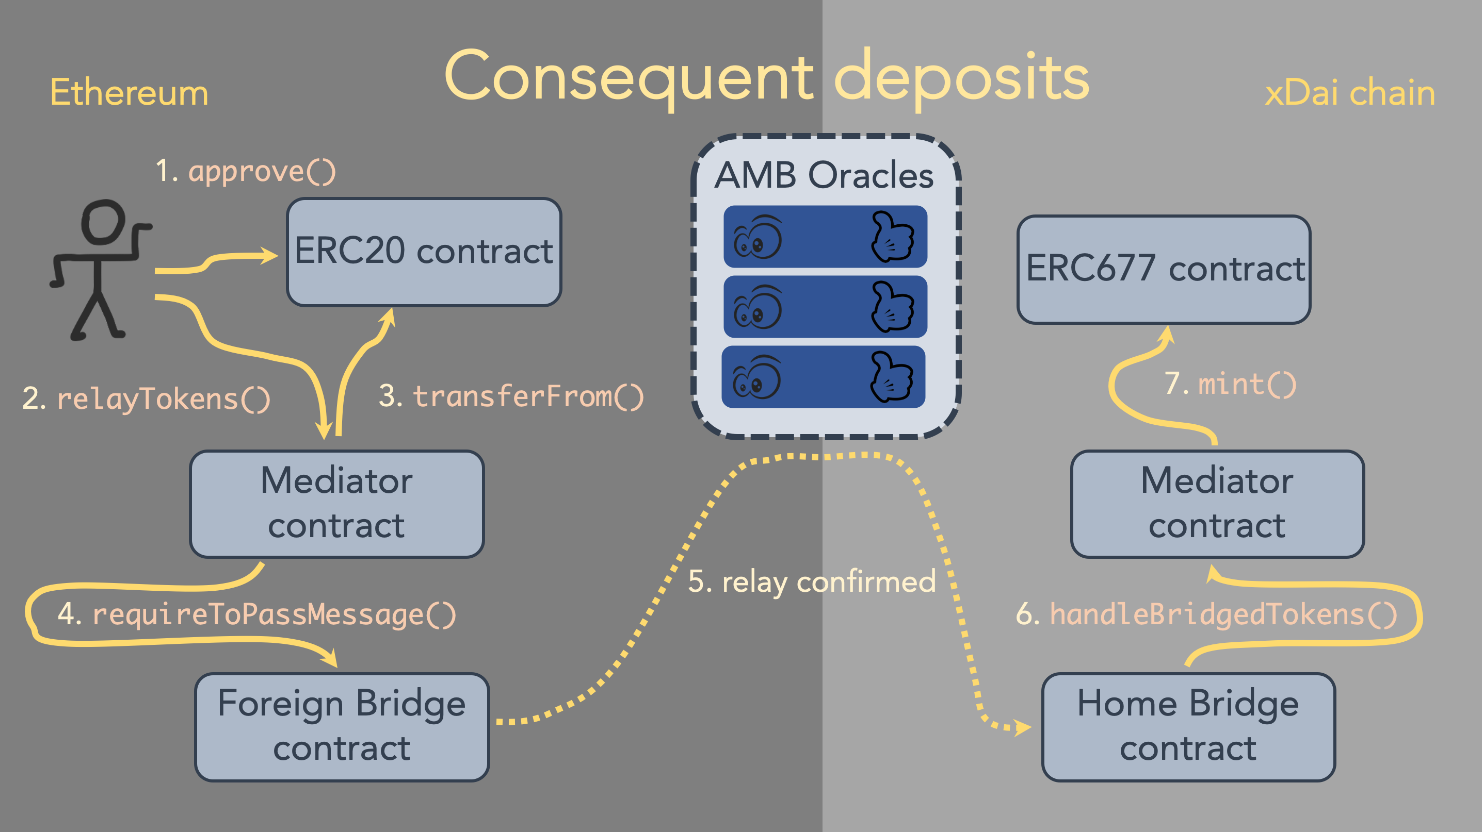 Consequent deposits
Ethereum
xDai chain
1. approve()
AMB Oracles
ERC20 contract
ERC677 contract
2. relayTokens()
3. transferFrom()
7. mint()
Mediator
contract
Mediator
contract
5. relay confirmed
4. requireToPassMessage()
6. handleBridgedTokens()
Foreign Bridge
contract
Home Bridge
contract